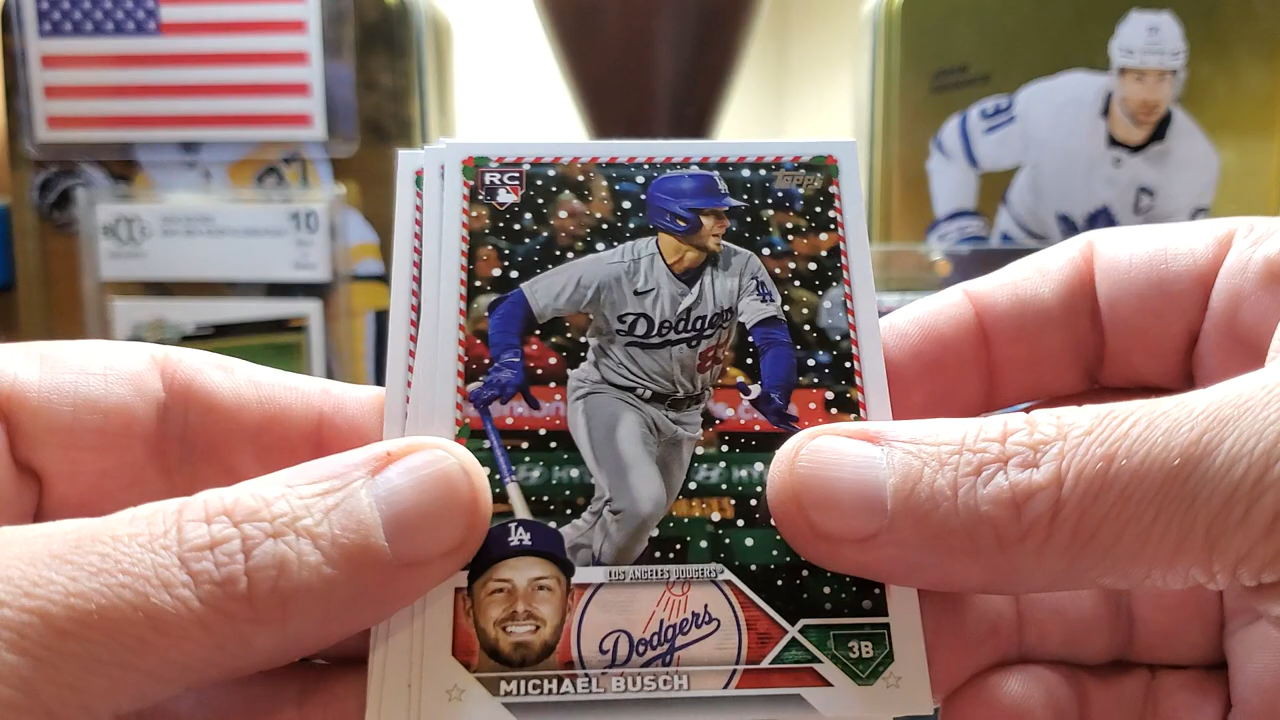 RC
Topps
LA
Dodgers
LOS ANGELES DODGERS®
LA
Dodgers
3B
MICHAEL BUSCH
10
31
C